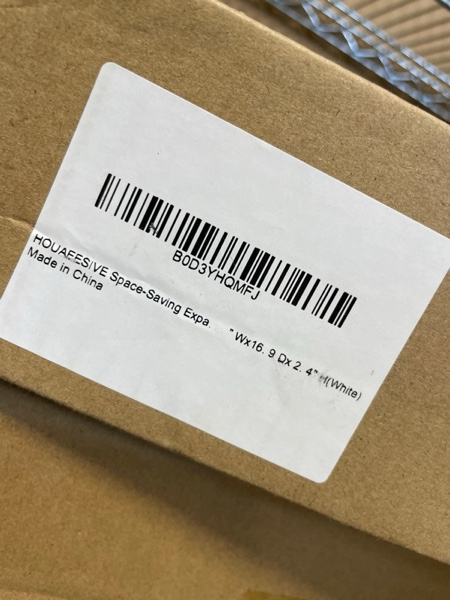 B0D3YHQMFJ
HOUAEESIVE Space-Saving Expa. ... "Wx16. 9 Dx 2. 4" H(White)
Made in China